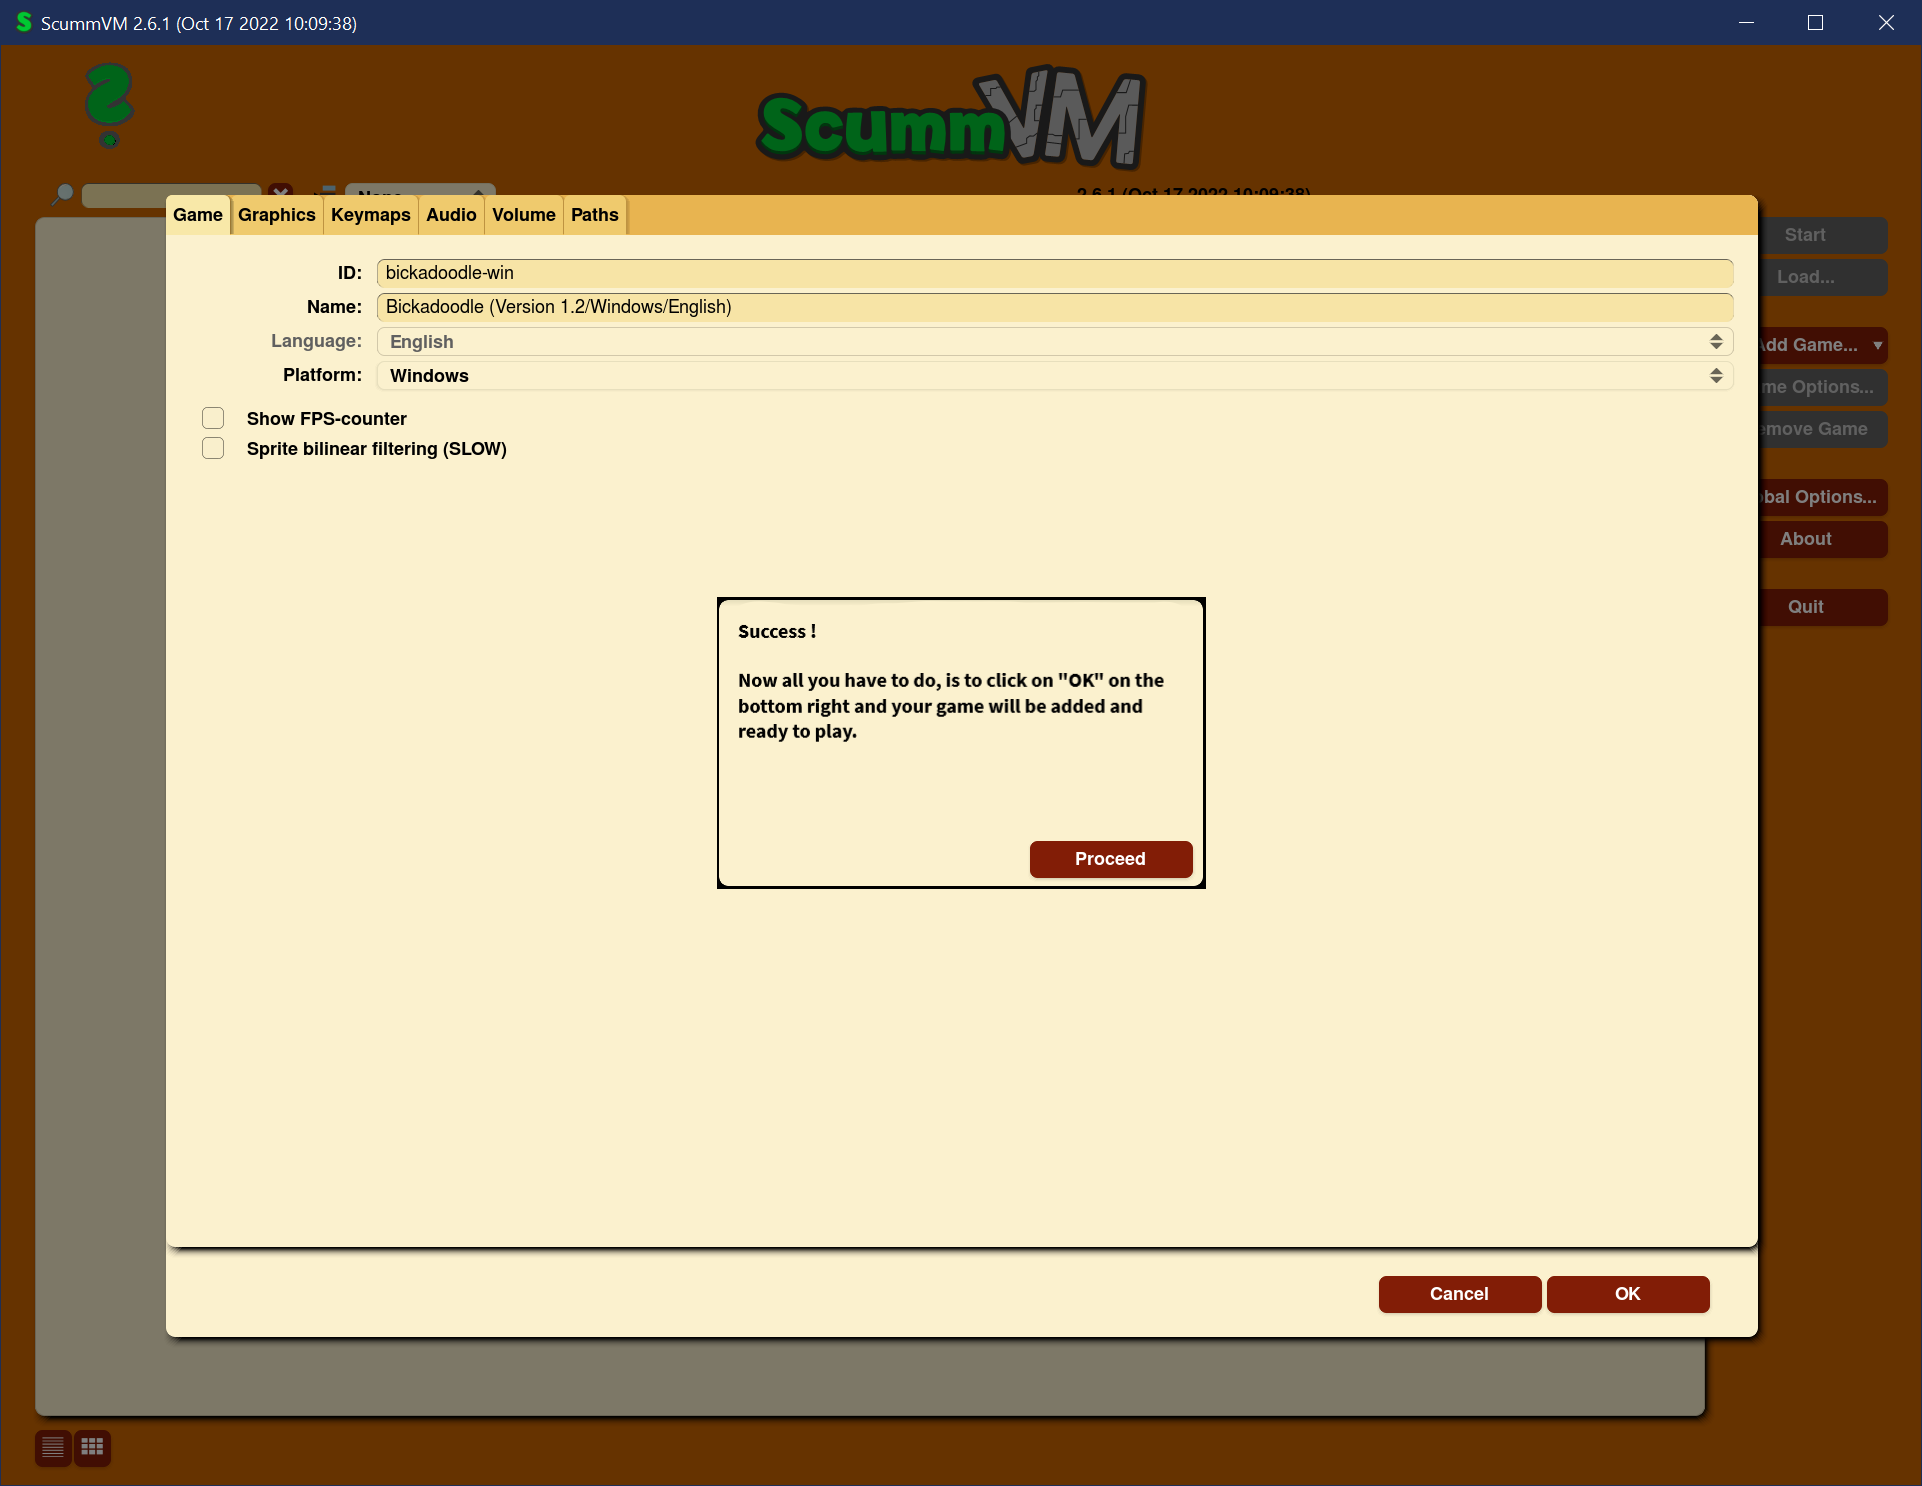 ScummVM 2.6.1 (Oct 17 2022 10:09:38)
ScummVM
None
2.6.1 (Oct 17 2022 10:09:38)
Game Graphics Keymaps Audio Volume Paths
ID: bickadoodle-win
Name: Bickadoodle (Version 1.2/Windows/English)
Language: English
Platform: Windows
Show FPS-counter
Sprite bilinear filtering (SLOW)
Success !
Now all you have to do, is to click on "OK" on the
bottom right and your game will be added and
ready to play.
Proceed
Cancel OK
Start
Load...
Add Game...
me Options...
emove Game
obal Options...
About
Quit